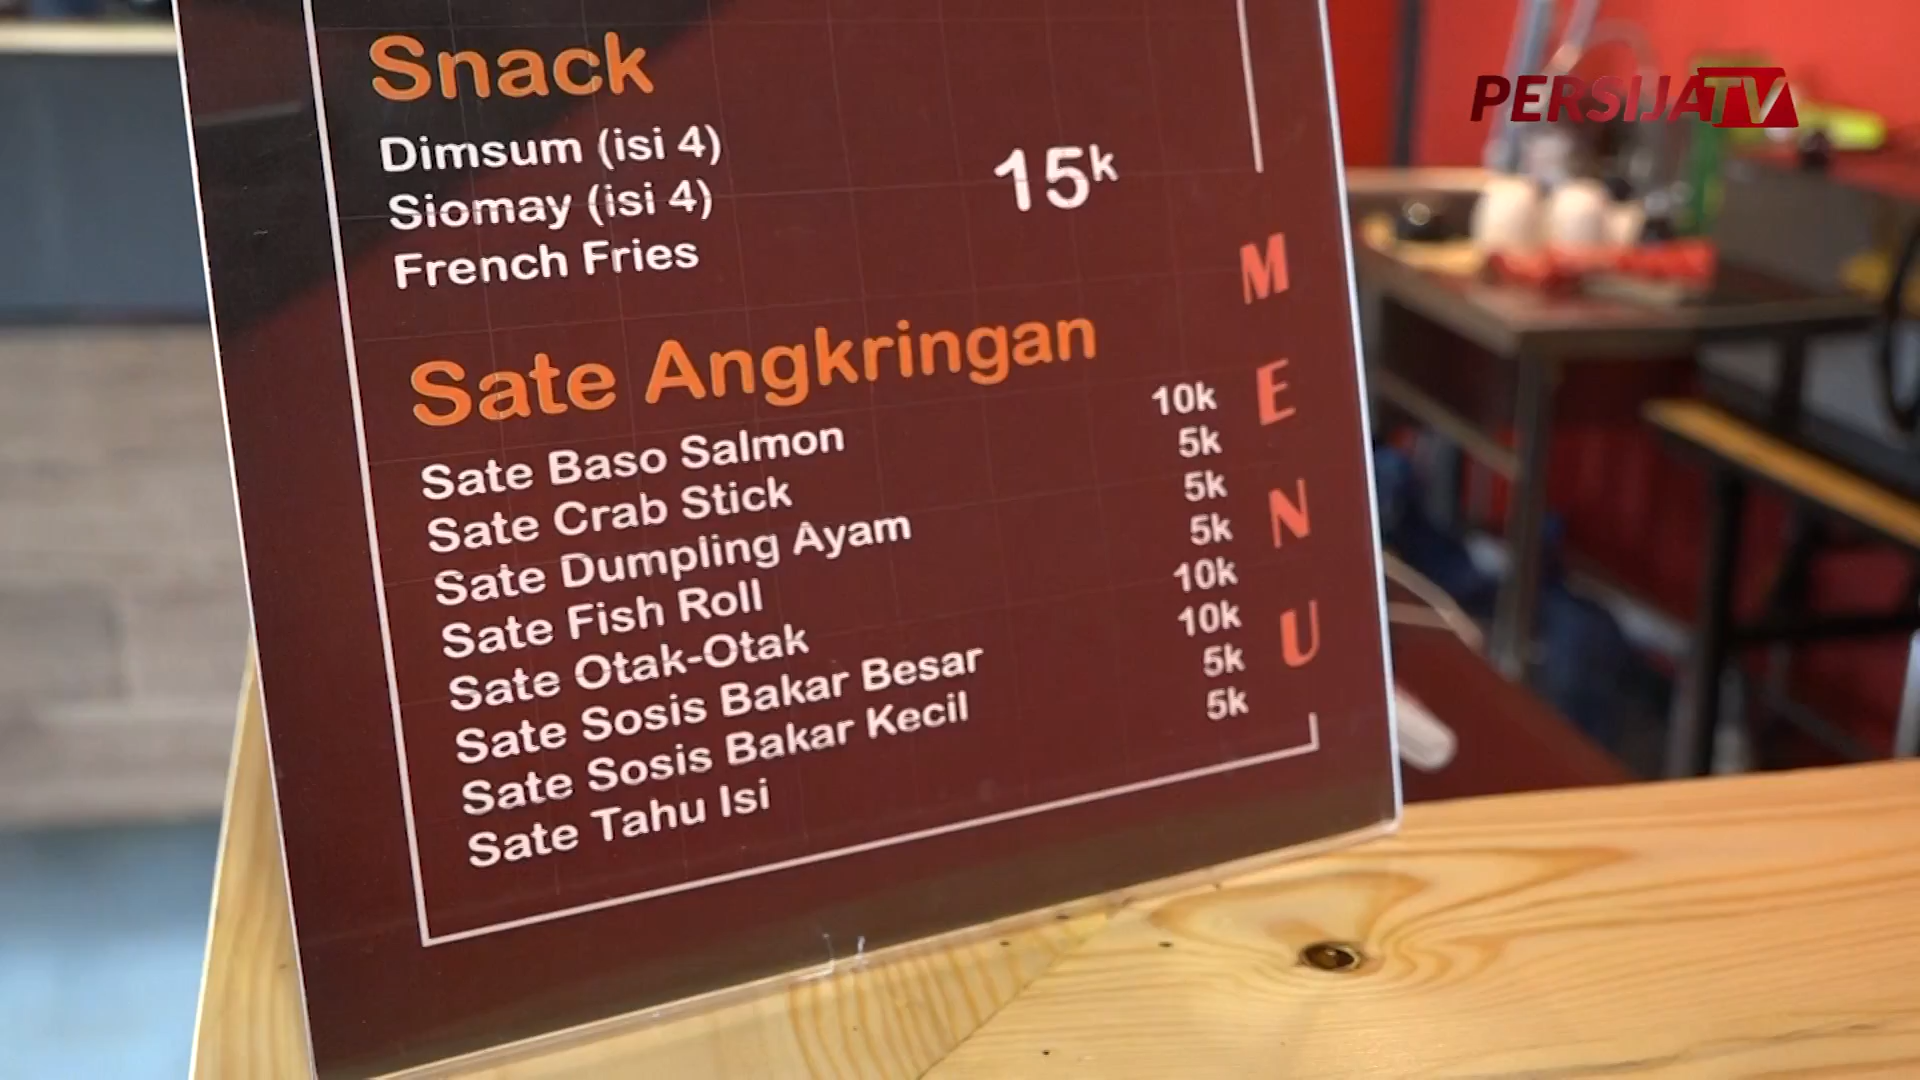 PERSIJATV
Snack
Dimsum (isi 4)
Siomay (isi 4)
French Fries
15k
Sate Angkringan
Sate Baso Salmon 10k
Sate Crab Stick 5k
Sate Dumpling Ayam 5k
Sate Fish Roll 5k
Sate Otak-Otak 10k
Sate Sosis Bakar Besar 10k
Sate Sosis Bakar Kecil 5k
Sate Tahu Isi 5k
MENU